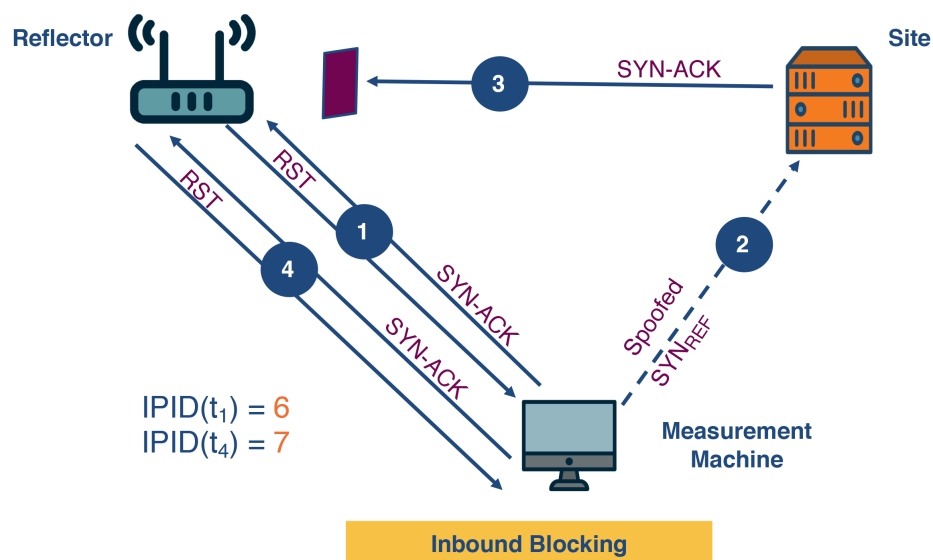 Reflector
Site
SYN-ACK
3
RST
RST
1
2
4
SYN-ACK
SYN-ACK
Spoofed
SYN_REF
IPID(t₁) = 6
IPID(t₄) = 7
Measurement
Machine
Inbound Blocking